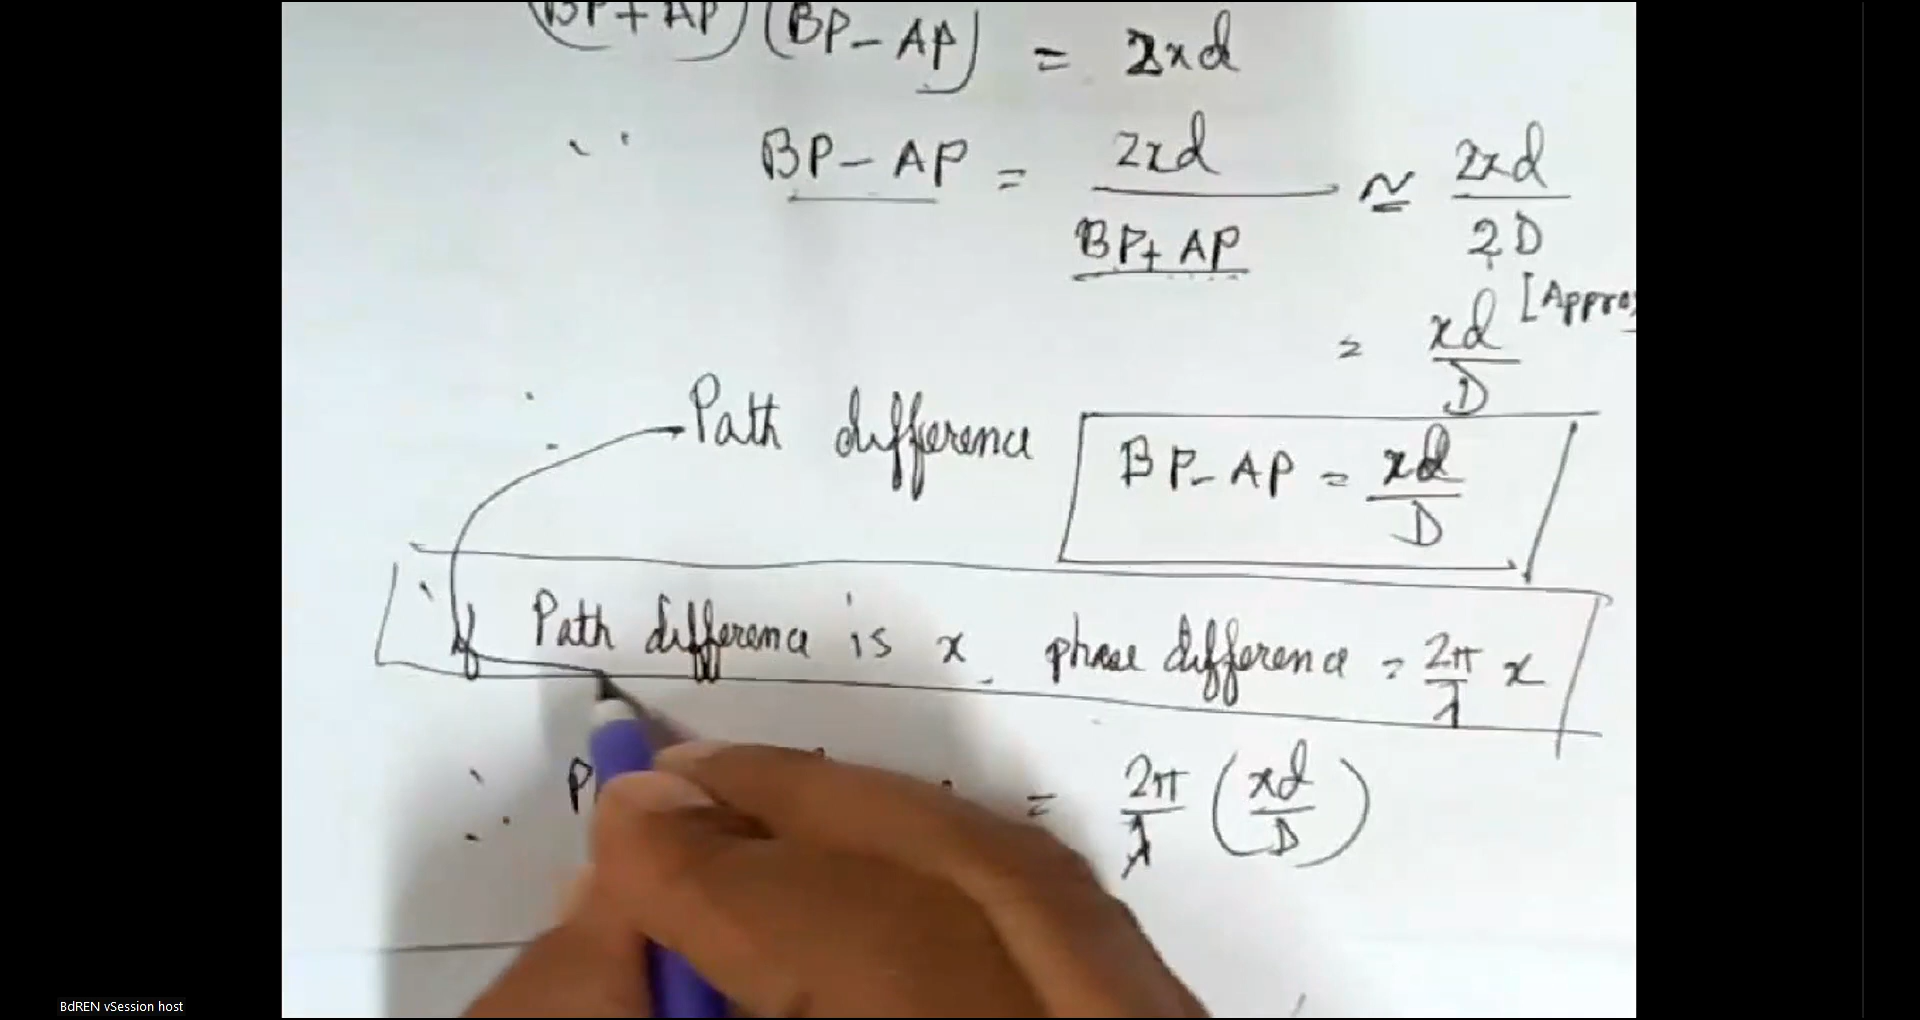 (BP + AP) (BP - AP) = 2xd
∴ BP - AP = 2xd / BP + AP ≅ 2xd / 2D
[Appro
= xd / D
∴ Path difference BP - AP = xd / D
If Path difference is x phase difference = 2π/λ x
∴ = 2π/λ (xd/D)
BdREN vSession host